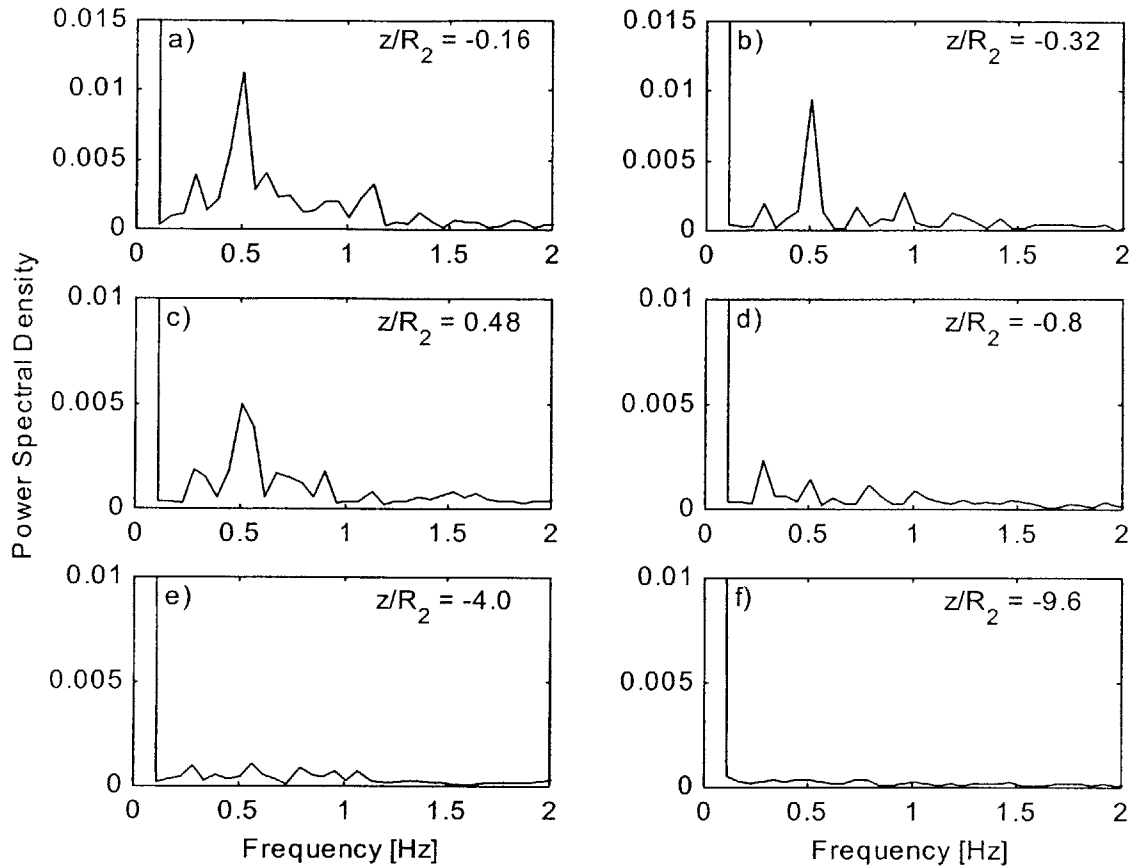 a) z/R2 = -0.16
0.015
0.01
0.005
0
0 0.5 1 1.5 2
b) z/R2 = -0.32
0.015
0.01
0.005
0
0 0.5 1 1.5 2
c) z/R2 = 0.48
0.01
0.005
0
0 0.5 1 1.5 2
d) z/R2 = -0.8
0.01
0.005
0
0 0.5 1 1.5 2
e) z/R2 = -4.0
0.01
0.005
0
0 0.5 1 1.5 2
f) z/R2 = -9.6
0.01
0.005
0
0 0.5 1 1.5 2
Power Spectral Density
Frequency [Hz]
Frequency [Hz]